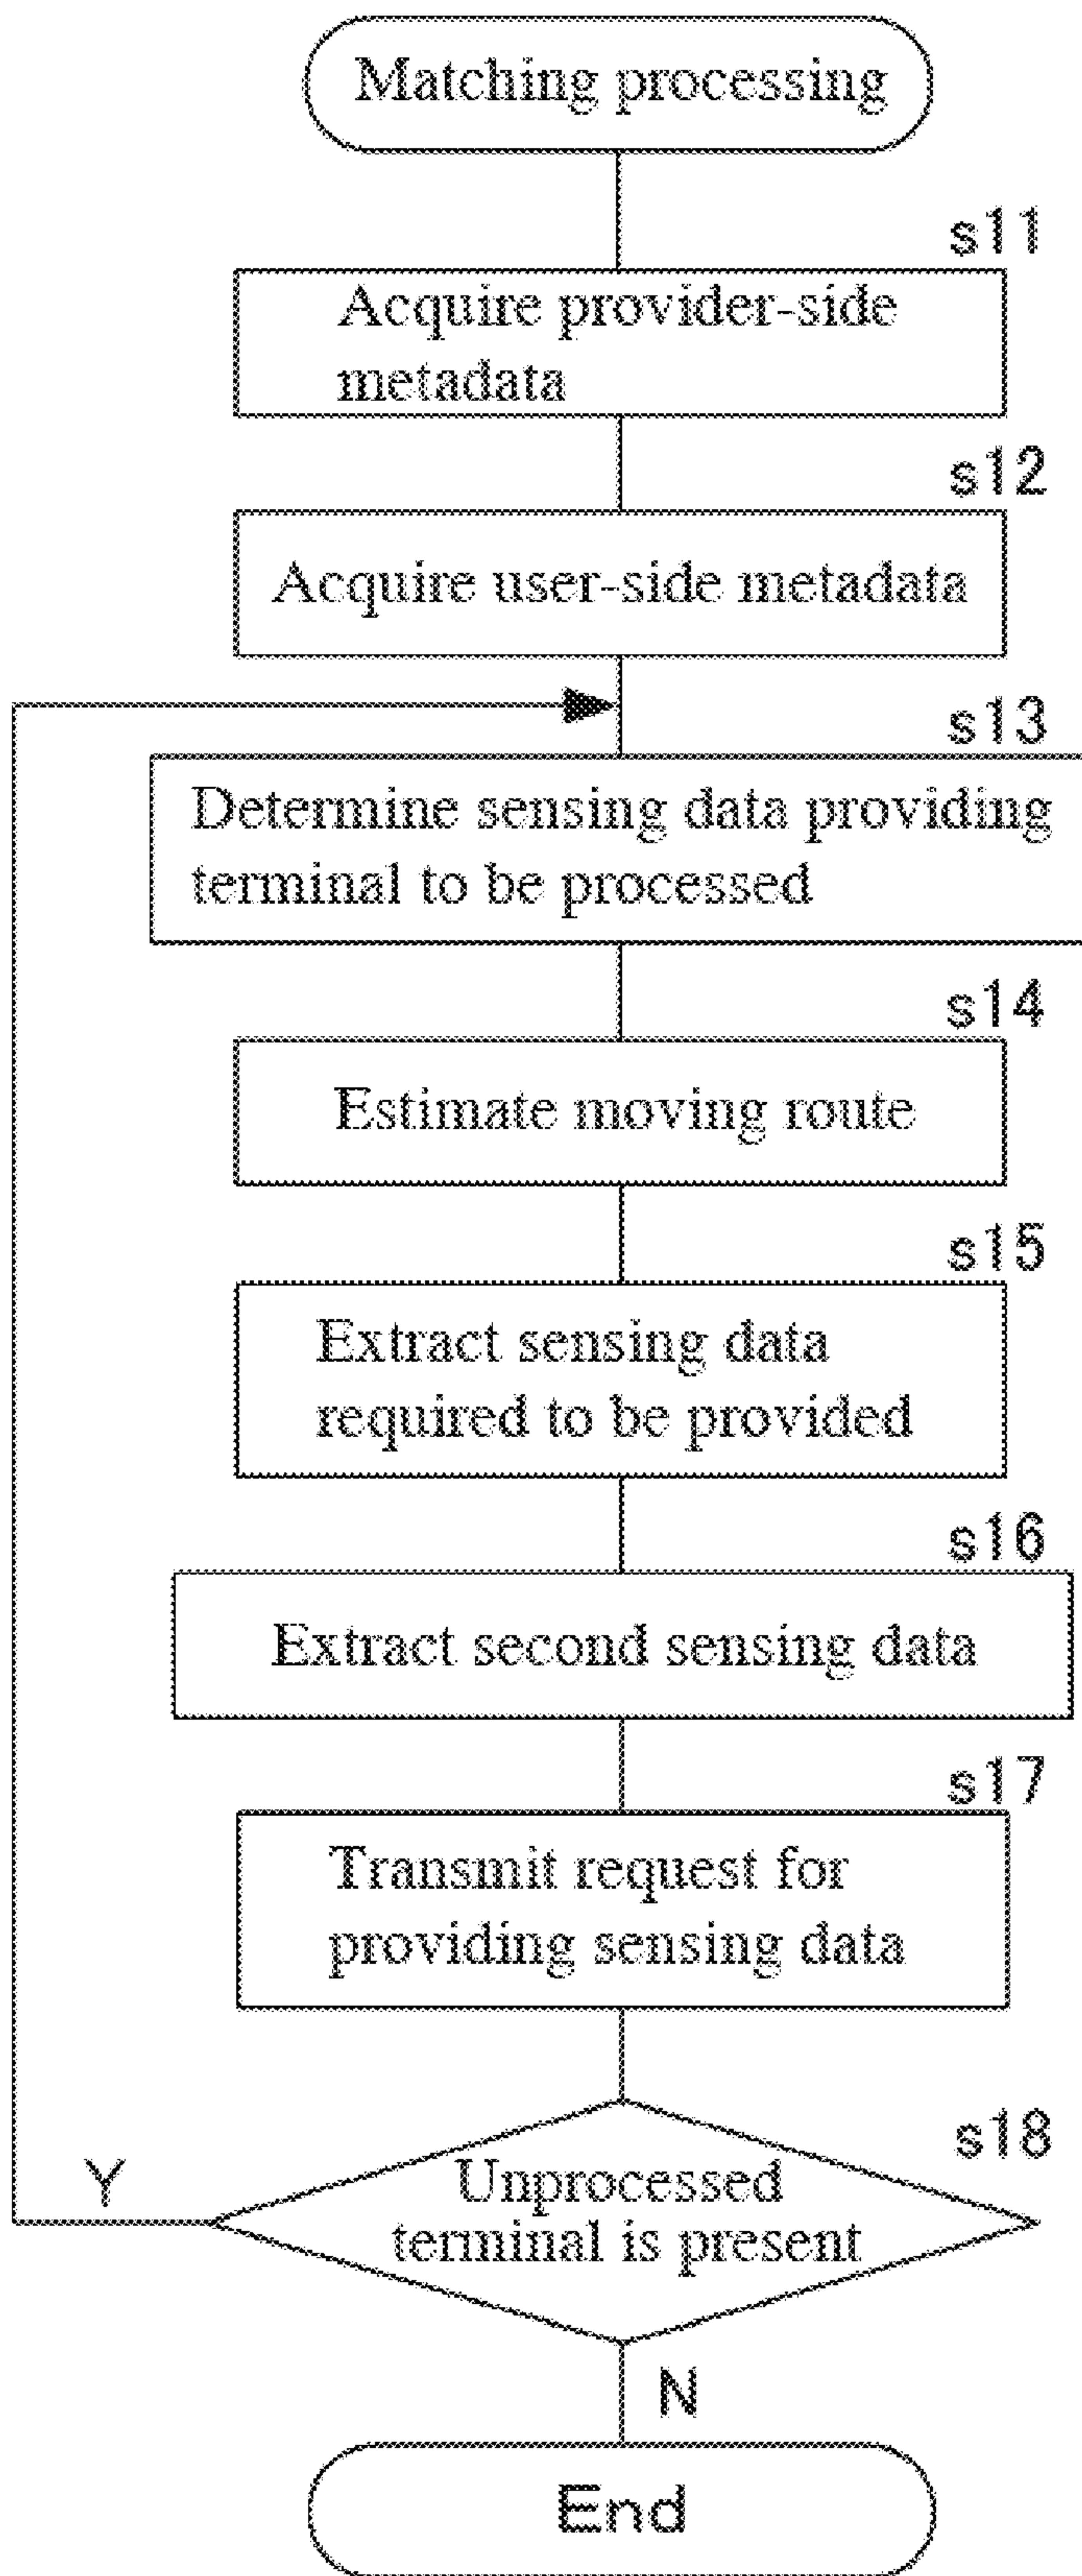 Matching processing
s11
Acquire provider-side
metadata
s12
Acquire user-side metadata
s13
Determine sensing data providing
terminal to be processed
s14
Estimate moving route
s15
Extract sensing data
required to be provided
s16
Extract second sensing data
s17
Transmit request for
providing sensing data
s18
Y
Unprocessed
terminal is present
N
End